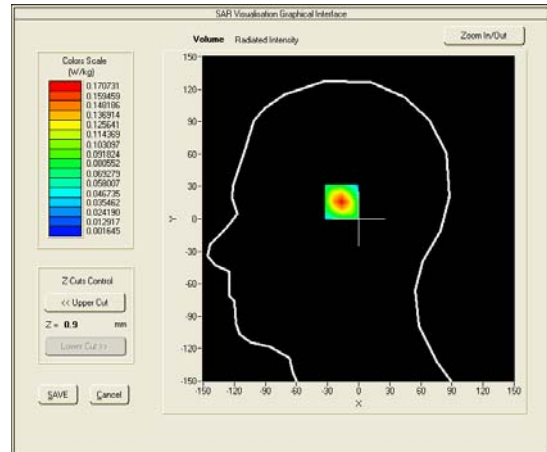 SAR Visualisation Graphical Interface
Volume Radiated Intensity
Zoom In/Out
Colors Scale
(W/kg)
0.170731
0.159459
0.148186
0.136914
0.125641
0.114369
0.103097
0.091824
0.080552
0.069279
0.058007
0.046735
0.035462
0.024190
0.012917
0.001645
Z Cuts Control
<< Upper Cut
Z = 0.9 mm
Lower Cut >>
SAVE Cancel
150
120
90
60
30
0
-30
-60
-90
-120
-150
Y
-150 -120 -90 -60 -30 0 30 60 90 120 150
X